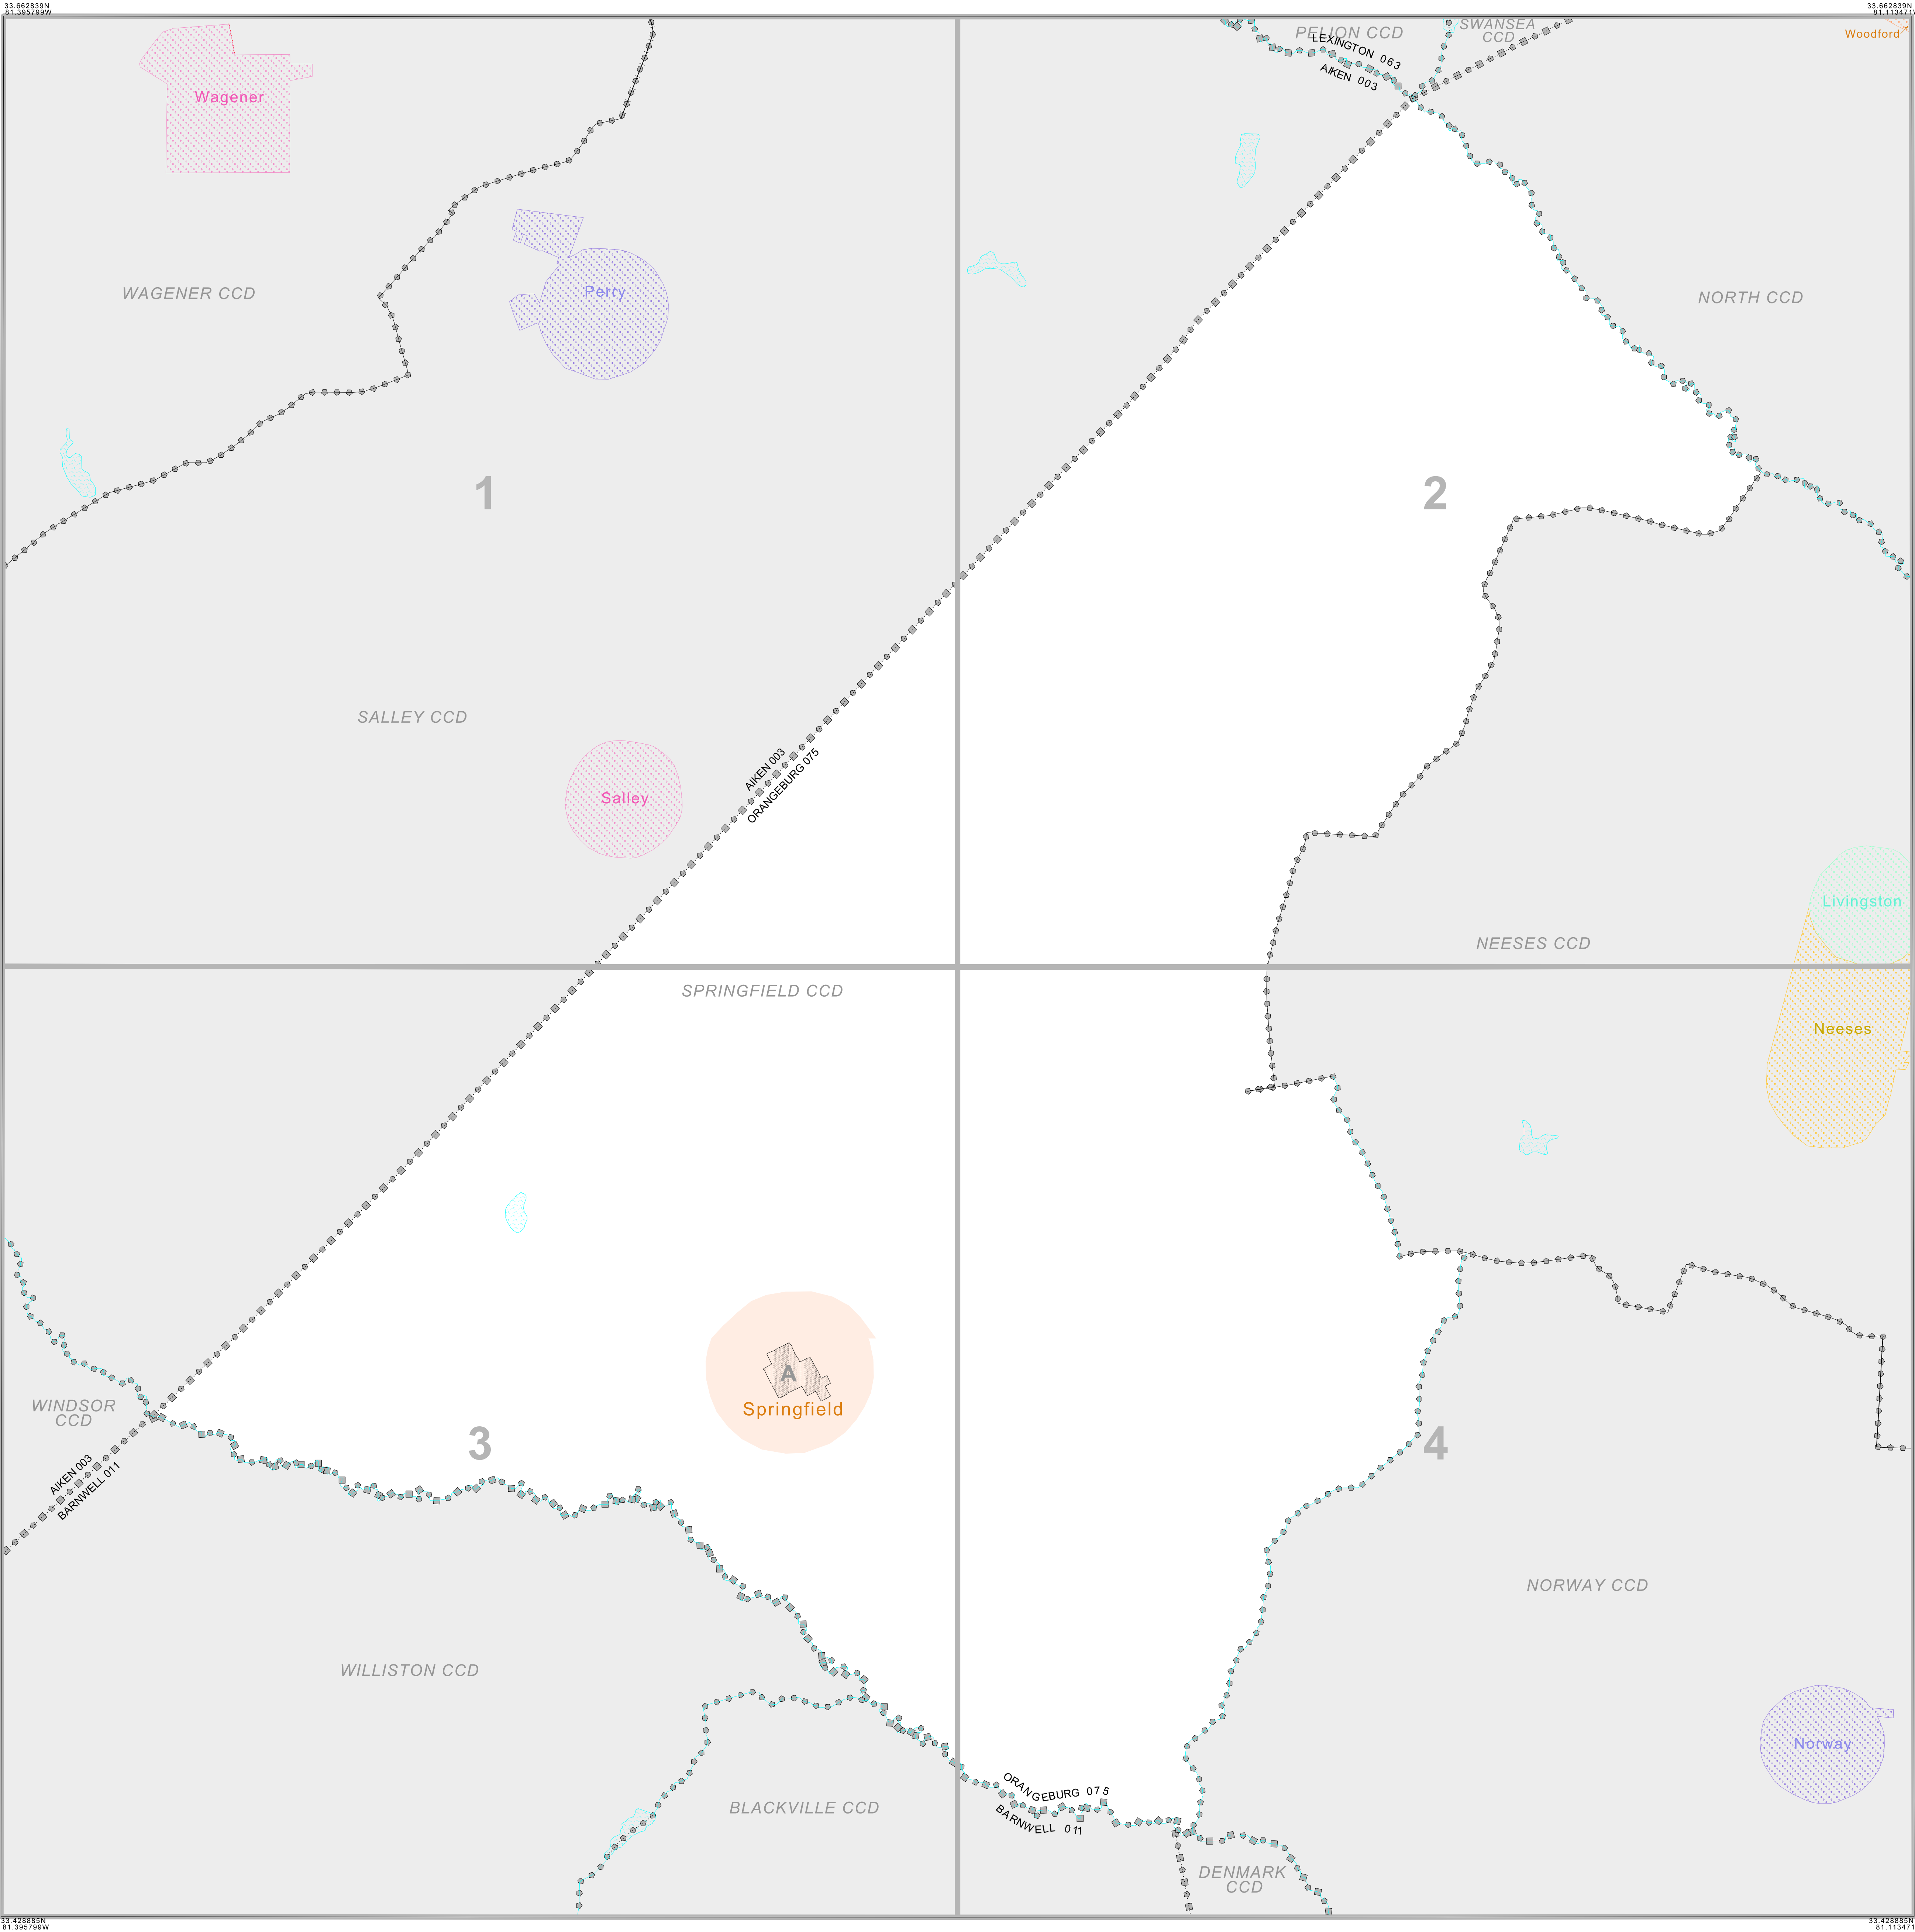 33.662839N
81.395799W
33.662839N
81.113471
PELION CCD
SWANSEA
CCD
Woodford
LEXINGTON 063
AIKEN 003
Wagener
WAGENER CCD
Perry
NORTH CCD
1
2
SALLEY CCD
AIKEN 003
ORANGEBURG 075
Salley
Livingston
NEESES CCD
SPRINGFIELD CCD
Neeses
A
Springfield
WINDSOR
CCD
3
4
AIKEN 003
BARNWELL 011
NORWAY CCD
WILLISTON CCD
Norway
ORANGEBURG 075
BARNWELL 011
BLACKVILLE CCD
DENMARK
CCD
33.428885N
81.395799W
33.428885N
81.113471